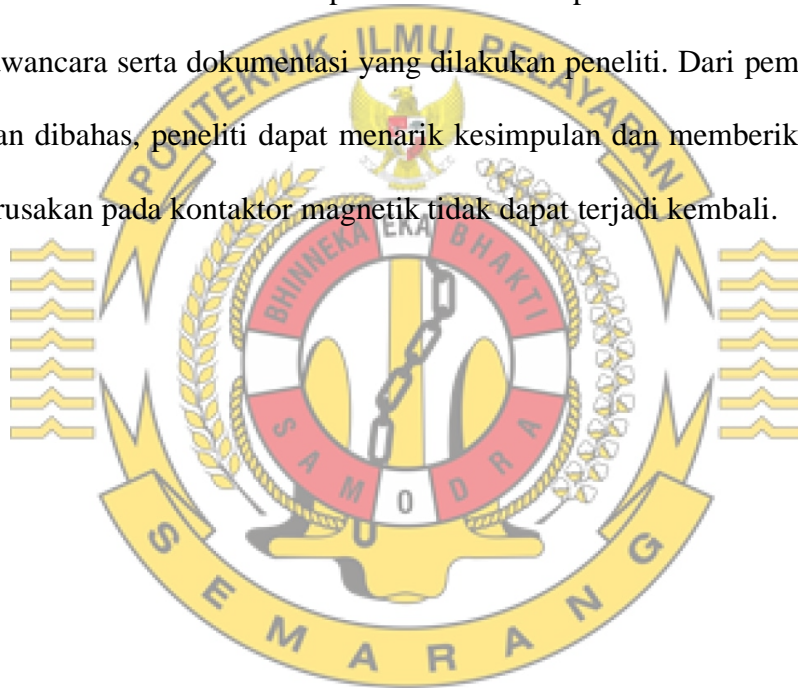 wancara serta dokumentasi yang dilakukan peneliti. Dari pem
an dibahas, peneliti dapat menarik kesimpulan dan memberik
rusakan pada kontaktor magnetik tidak dapat terjadi kembali.
POLITEKNIK ILMU PELAYARAN
BHINNEKA EKA BHAKTI
SAMODRA
SEMARANG